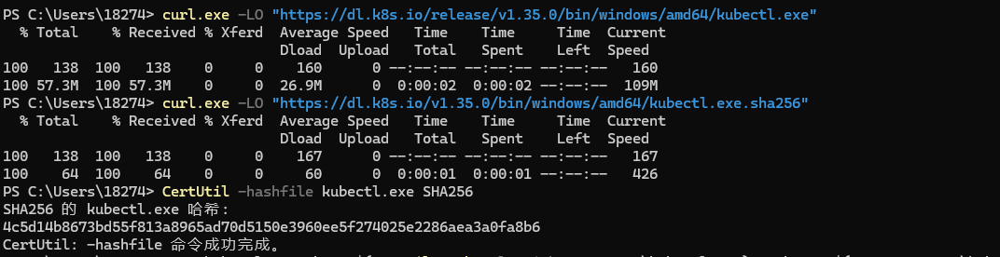 PS C:\Users\18274> curl.exe -LO "https://dl.k8s.io/release/v1.35.0/bin/windows/amd64/kubectl.exe"
  % Total    % Received % Xferd  Average Speed   Time    Time     Time  Current
                                 Dload  Upload   Total   Spent    Left  Speed
100   138  100   138    0     0    160      0 --:--:-- --:--:-- --:--:--   160
100 57.3M  100 57.3M    0     0  26.9M      0  0:00:02  0:00:02 --:--:--  109M
PS C:\Users\18274> curl.exe -LO "https://dl.k8s.io/v1.35.0/bin/windows/amd64/kubectl.exe.sha256"
  % Total    % Received % Xferd  Average Speed   Time    Time     Time  Current
                                 Dload  Upload   Total   Spent    Left  Speed
100   138  100   138    0     0    167      0 --:--:-- --:--:-- --:--:--   167
100    64  100    64    0     0     60      0  0:00:01  0:00:01 --:--:--   426
PS C:\Users\18274> CertUtil -hashfile kubectl.exe SHA256
SHA256 的 kubectl.exe 哈希:
4c5d14b8673bd55f813a8965ad70d5150e3960ee5f274025e2286aea3a0fa8b6
CertUtil: -hashfile 命令成功完成。